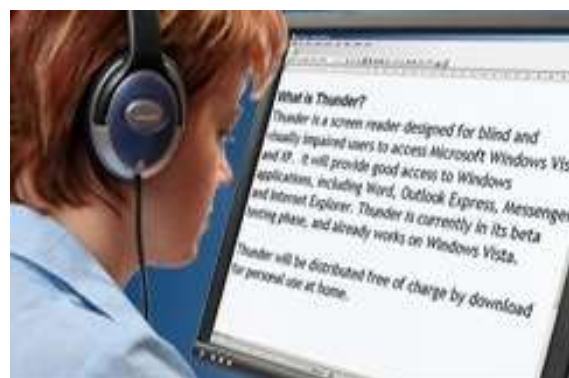 What is Thunder?
Thunder is a screen reader designed for blind and
visually impaired users to access Microsoft Windows Vis
and XP. It will provide good access to Windows
applications, including Word, Outlook Express, Messenger
and Internet Explorer. Thunder is currently in its beta
testing phase, and already works on Windows Vista.
Thunder will be distributed free of charge by download
for personal use at home.